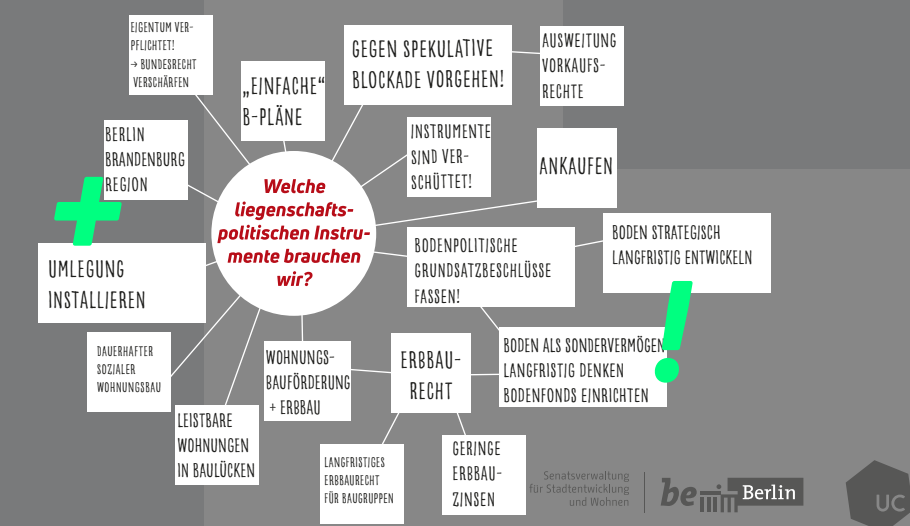 EIGENTUM VER-
PFLICHTET!
→ BUNDESRECHT
VERSCHÄRFEN
„EINFACHE“
B-PLÄNE
GEGEN SPEKULATIVE
BLOCKADE VORGEHEN!
AUSWEITUNG
VORKAUFS-
RECHTE
BERLIN
BRANDENBURG
REGION
INSTRUMENTE
SIND VER-
SCHÜTTET!
ANKAUFEN
Welche
liegenschafts-
politischen Instru-
mente brauchen
wir?
+
UMLEGUNG
INSTALLIEREN
BODENPOLITISCHE
GRUNDSATZBESCHLÜSSE
FASSEN!
BODEN STRATEGISCH
LANGFRISTIG ENTWICKELN
!
DAUERHAFTER
SOZIALER
WOHNUNGSBAU
WOHNUNGS-
BAUFÖRDERUNG
+ ERBBAU
ERBBAU-
RECHT
BODEN ALS SONDERVERMÖGEN
LANGFRISTIG DENKEN
BODENFONDS EINRICHTEN
LEISTBARE
WOHNUNGEN
IN BAULÜCKEN
LANGFRISTIGES
ERBBAURECHT
FÜR BAUGRUPPEN
GERINGE
ERBBAU-
ZINSEN
Senatsverwaltung
für Stadtentwicklung
und Wohnen
be Berlin
UC